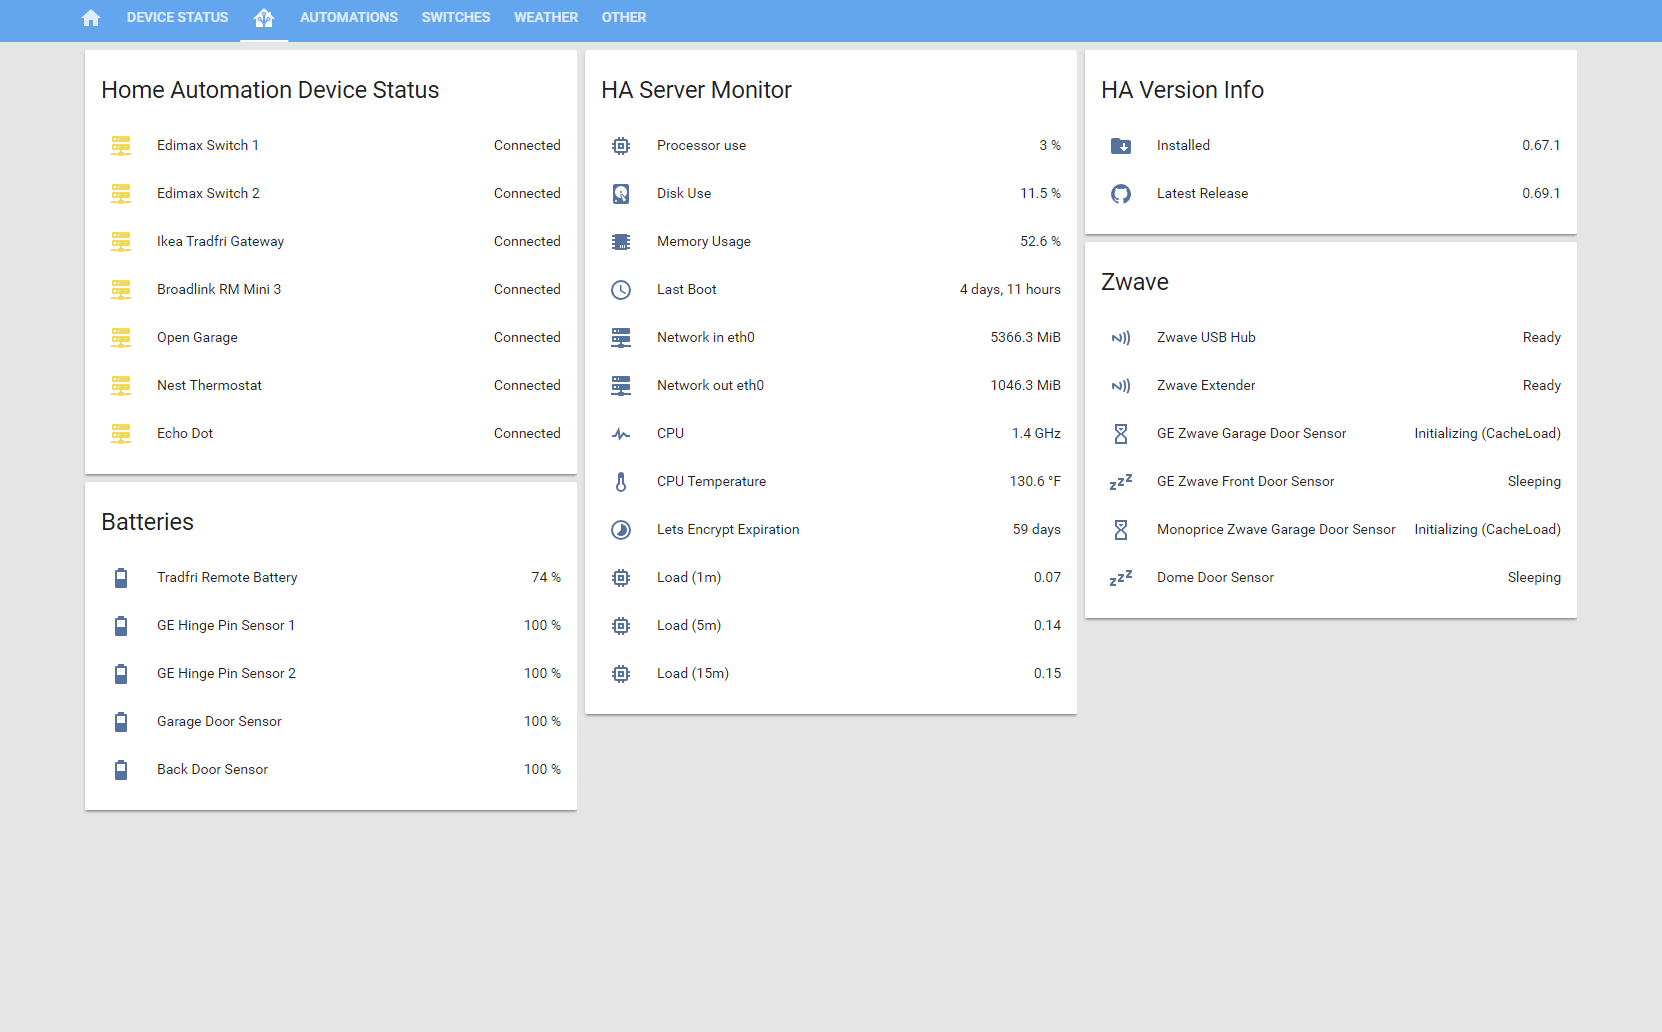 DEVICE STATUS AUTOMATIONS SWITCHES WEATHER OTHER
Home Automation Device Status
Edimax Switch 1 Connected
Edimax Switch 2 Connected
Ikea Tradfri Gateway Connected
Broadlink RM Mini 3 Connected
Open Garage Connected
Nest Thermostat Connected
Echo Dot Connected
Batteries
Tradfri Remote Battery 74 %
GE Hinge Pin Sensor 1 100 %
GE Hinge Pin Sensor 2 100 %
Garage Door Sensor 100 %
Back Door Sensor 100 %
HA Server Monitor
Processor use 3 %
Disk Use 11.5 %
Memory Usage 52.6 %
Last Boot 4 days, 11 hours
Network in eth0 5366.3 MiB
Network out eth0 1046.3 MiB
CPU 1.4 GHz
CPU Temperature 130.6 °F
Lets Encrypt Expiration 59 days
Load (1m) 0.07
Load (5m) 0.14
Load (15m) 0.15
HA Version Info
Installed 0.67.1
Latest Release 0.69.1
Zwave
Zwave USB Hub Ready
Zwave Extender Ready
GE Zwave Garage Door Sensor Initializing (CacheLoad)
GE Zwave Front Door Sensor Sleeping
Monoprice Zwave Garage Door Sensor Initializing (CacheLoad)
Dome Door Sensor Sleeping